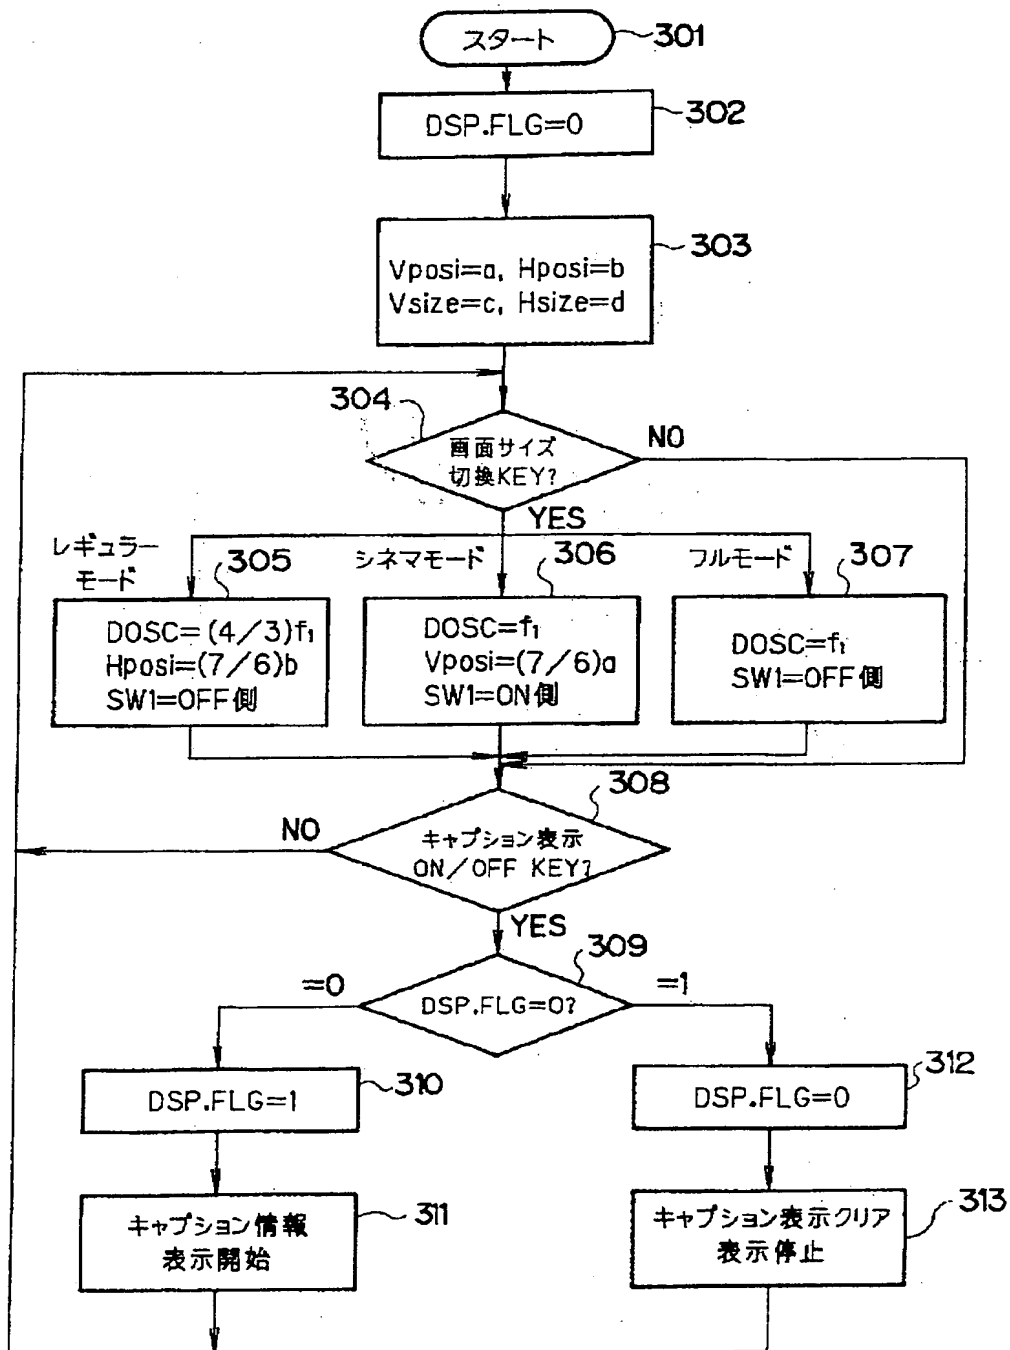 スタート
301
DSP.FLG=0
302
303
Vposi=a, Hposi=b
Vsize=c, Hsize=d
304
画面サイズ
切換KEY?
NO
YES
レギュラー
モード
305
シネマモード
306
フルモード
307
DOSC=(4/3)f₁
Hposi=(7/6)b
SW1=OFF側
DOSC=f₁
Vposi=(7/6)a
SW1=ON側
DOSC=f₁
SW1=OFF側
308
キャプション表示
ON/OFF KEY?
NO
YES
309
DSP.FLG=0?
=0
=1
310
DSP.FLG=1
312
DSP.FLG=0
311
キャプション情報
表示開始
313
キャプション表示クリア
表示停止